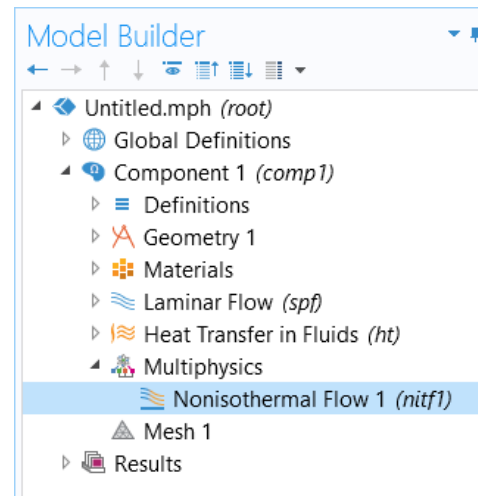 Model Builder
Untitled.mph (root)
Global Definitions
Component 1 (comp1)
Definitions
Geometry 1
Materials
Laminar Flow (spf)
Heat Transfer in Fluids (ht)
Multiphysics
Nonisothermal Flow 1 (nitf1)
Mesh 1
Results